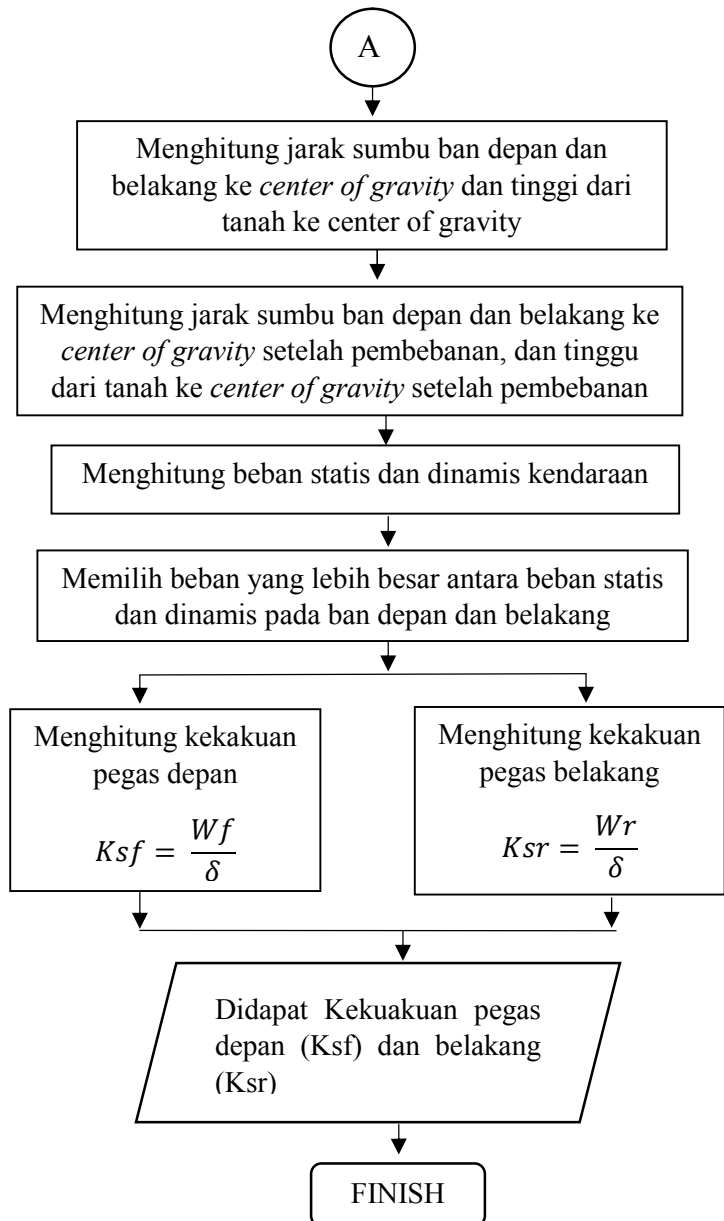 A
Menghitung jarak sumbu ban depan dan
belakang ke center of gravity dan tinggi dari
tanah ke center of gravity
Menghitung jarak sumbu ban depan dan belakang ke
center of gravity setelah pembebanan, dan tinggu
dari tanah ke center of gravity setelah pembebanan
Menghitung beban statis dan dinamis kendaraan
Memilih beban yang lebih besar antara beban statis
dan dinamis pada ban depan dan belakang
Menghitung kekakuan
pegas depan
Ksf = Wf/δ
Menghitung kekakuan
pegas belakang
Ksr = Wr/δ
Didapat Kekuakuan pegas
depan (Ksf) dan belakang
(Ksr)
FINISH